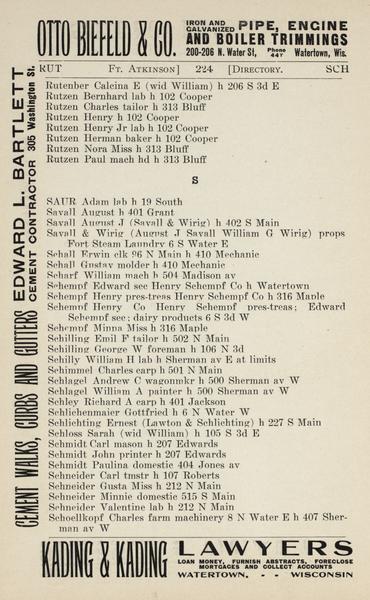 OTTO BIEFELD & CO. IRON AND GALVANIZED PIPE, ENGINE
AND BOILER TRIMMINGS
200-206 N. Water St, Phone 447 Watertown, Wis.
RUT Ft. Atkinson] 224 [Directory. SCH
Rutenber Calcina E (wid William) h 206 S 3d E
Rutzen Bernhard lab h 102 Cooper
Rutzen Charles tailor h 313 Bluff
Rutzen Henry h 102 Cooper
Rutzen Henry Jr lab h 102 Cooper
Rutzen Herman baker h 102 Cooper
Rutzen Nora Miss h 313 Bluff
Rutzen Paul mach hd h 313 Bluff
S
SAUR Adam lab h 19 South
Savall August h 401 Grant
Savall August J (Savall & Wirig) h 402 S Main
Savall & Wirig (August J Savall William G Wirig) props
Fort Steam Laundry 6 S Water E
Schall Erwin clk 96 N Main h 410 Mechanic
Schall Gustav molder h 410 Mechanic
Scharf William mach h 504 Madison av
Schempf Edward sec Henry Schempf Co h Watertown
Schempf Henry pres-treas Henry Schempf Co h 316 Maple
Schempf Henry Co Henry Schempf pres-treas; Edward
Schempf sec; dairy products 6 S 3d W
Schempf Minna Miss h 316 Maple
Schilling Emil F tailor h 502 N Main
Schilling George W foreman h 106 N 3d
Schilly William H lab h Sherman av E at limits
Schimmel Charles carp h 501 N Main
Schlagel Andrew C wagonmkr h 500 Sherman av W
Schlagel William A painter h 500 Sherman av W
Schley Richard A carp h 401 Jackson
Schlichenmaier Gottfried h 6 N Water W
Schlichting Ernest (Lawton & Schlichting) h 227 S Main
Schloss Sarah (wid William) h 105 S 3d E
Schmidt Carl mason h 207 Edwards
Schmidt John printer h 207 Edwards
Schmidt Paulina domestic 404 Jones av
Schneider Carl tmstr h 107 Roberts
Schneider Gusta Miss h 212 N Main
Schneider Minnie domestic 515 S Main
Schneider Valentine lab h 212 N Main
Schoellkopf Charles farm machinery 8 N Water E h 407 Sher-
man av W
EDWARD L. BARTLETT
CEMENT CONTRACTOR 305 Washington St.
CEMENT WALKS, CURBS AND GUTTERS
KADING & KADING LAWYERS
LOAN MONEY, FURNISH ABSTRACTS, FORECLOSE
MORTGAGES AND COLLECT ACCOUNTS
WATERTOWN, - - WISCONSIN